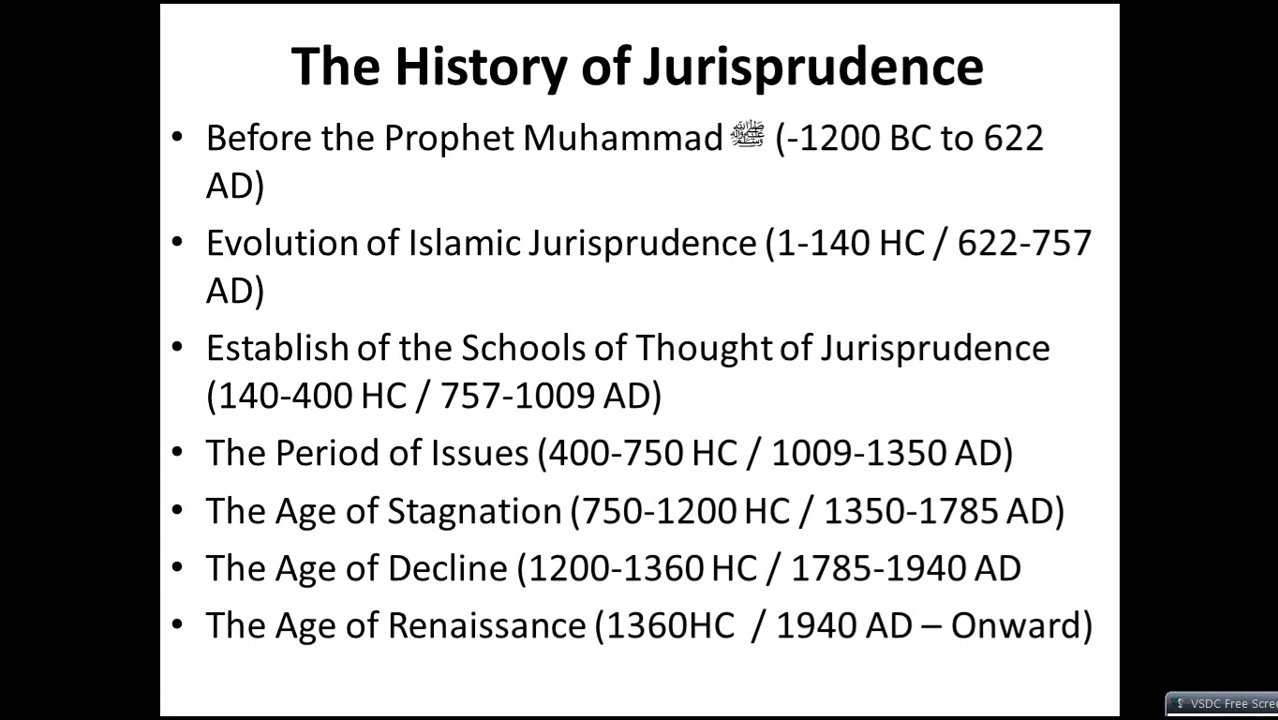 The History of Jurisprudence
• Before the Prophet Muhammad ﷺ (-1200 BC to 622
AD)
• Evolution of Islamic Jurisprudence (1-140 HC / 622-757
AD)
• Establish of the Schools of Thought of Jurisprudence
(140-400 HC / 757-1009 AD)
• The Period of Issues (400-750 HC / 1009-1350 AD)
• The Age of Stagnation (750-1200 HC / 1350-1785 AD)
• The Age of Decline (1200-1360 HC / 1785-1940 AD
• The Age of Renaissance (1360HC / 1940 AD – Onward)
VSDC Free Scre